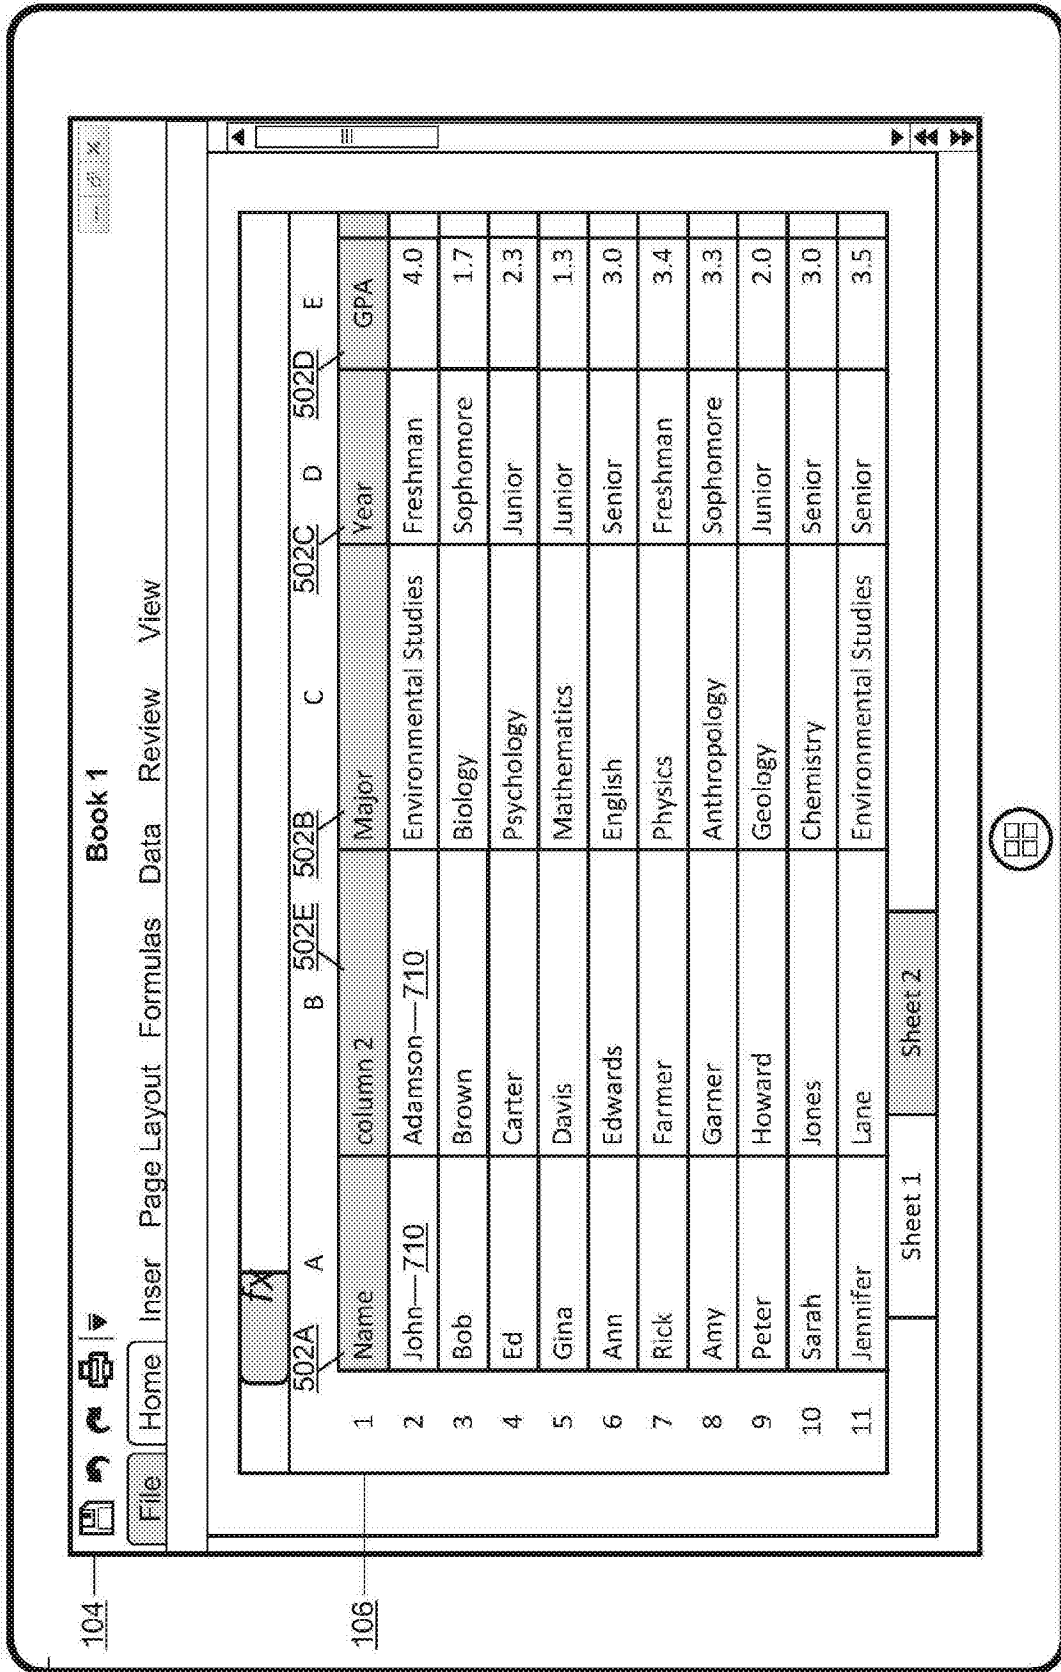 104
Book 1
File Home Inser Page Layout Formulas Data Review View
fx
502A A B 502E 502B C 502C D 502D E
106
1 Name column 2 Major Year GPA
2 John—710 Adamson—710 Environmental Studies Freshman 4.0
3 Bob Brown Biology Sophomore 1.7
4 Ed Carter Psychology Junior 2.3
5 Gina Davis Mathematics Junior 1.3
6 Ann Edwards English Senior 3.0
7 Rick Farmer Physics Freshman 3.4
8 Amy Garner Anthropology Sophomore 3.3
9 Peter Howard Geology Junior 2.0
10 Sarah Jones Chemistry Senior 3.0
11 Jennifer Lane Environmental Studies Senior 3.5
Sheet 1 Sheet 2